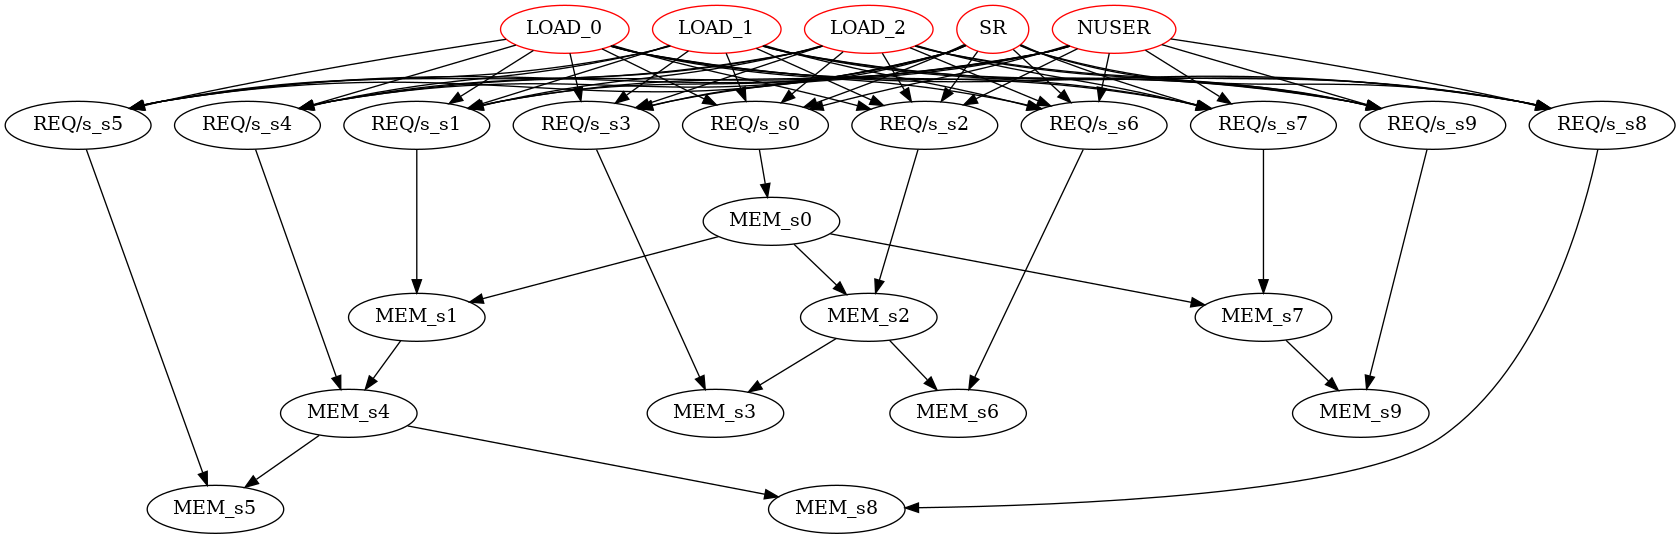 LOAD_0
LOAD_1
LOAD_2
SR
NUSER
REQ/s_s5
REQ/s_s4
REQ/s_s1
REQ/s_s3
REQ/s_s0
REQ/s_s2
REQ/s_s6
REQ/s_s7
REQ/s_s9
REQ/s_s8
MEM_s0
MEM_s1
MEM_s2
MEM_s7
MEM_s4
MEM_s3
MEM_s6
MEM_s9
MEM_s5
MEM_s8